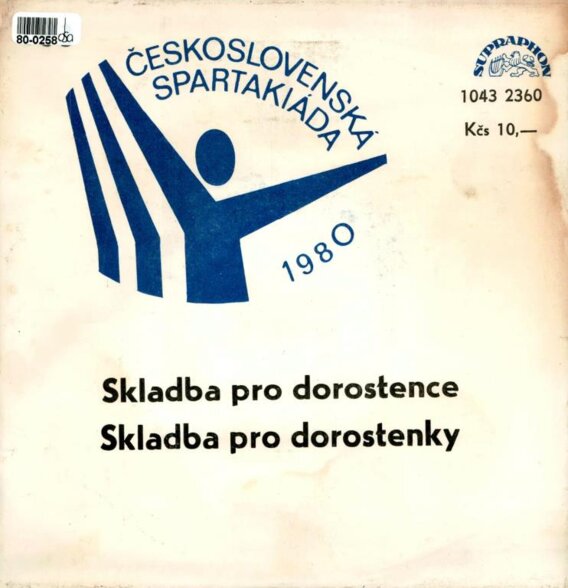 80-0258
ČESKOSLOVENSKÁ
SPARTAKIÁDA
1980
SUPRAPHON
1043 2360
Kčs 10,—
Skladba pro dorostence
Skladba pro dorostenky